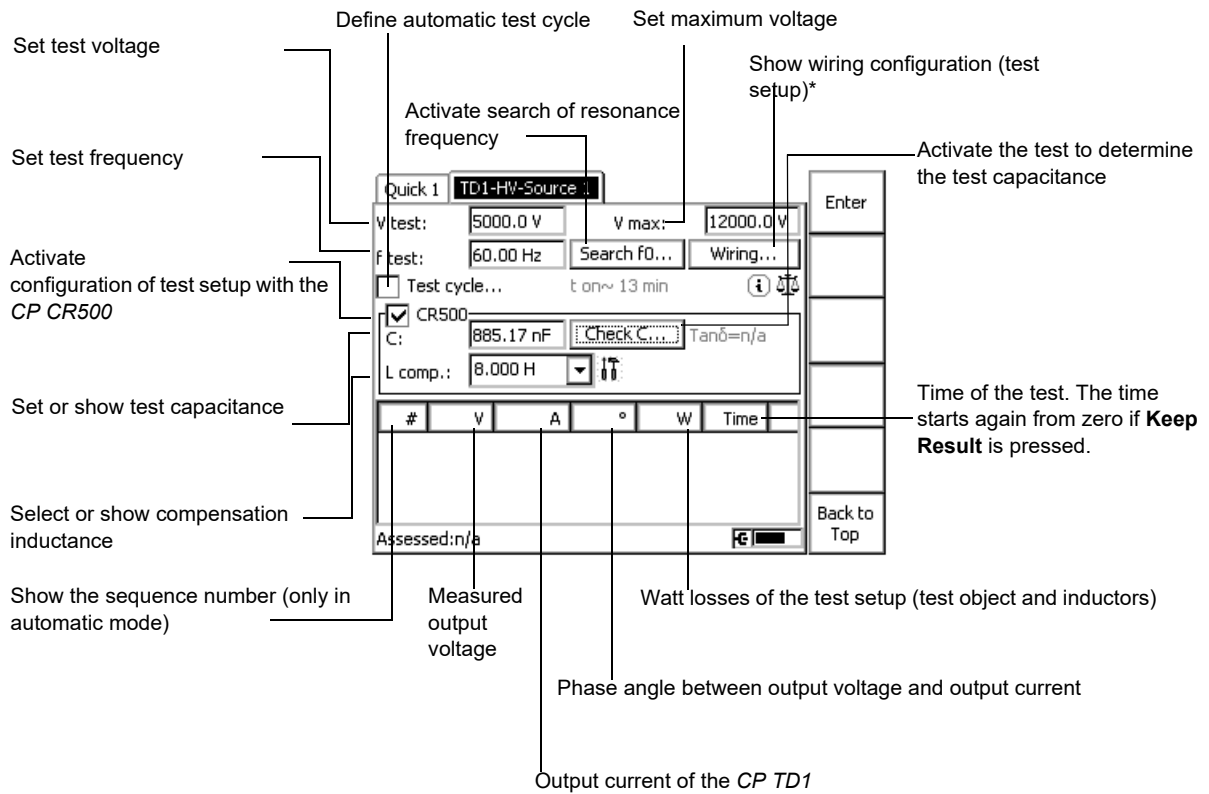 Define automatic test cycle
Set maximum voltage
Set test voltage
Show wiring configuration (test
setup)*
Activate search of resonance
frequency
Set test frequency
Activate the test to determine
the test capacitance
Quick 1
TD1-HV-Source 1
Enter
V test:
5000.0 V
V max:
12000.0 V
f test:
60.00 Hz
Search f0...
Wiring...
Activate
configuration of test setup with the
CP CR500
Test cycle...
t on~ 13 min
CR500
C:
885.17 nF
Check C...
Tanδ=n/a
L comp.:
8.000 H
Set or show test capacitance
Time of the test. The time
starts again from zero if Keep
Result is pressed.
#
V
A
°
W
Time
Select or show compensation
inductance
Back to
Top
Assessed:n/a
Show the sequence number (only in
automatic mode)
Measured
output
voltage
Watt losses of the test setup (test object and inductors)
Phase angle between output voltage and output current
Output current of the CP TD1